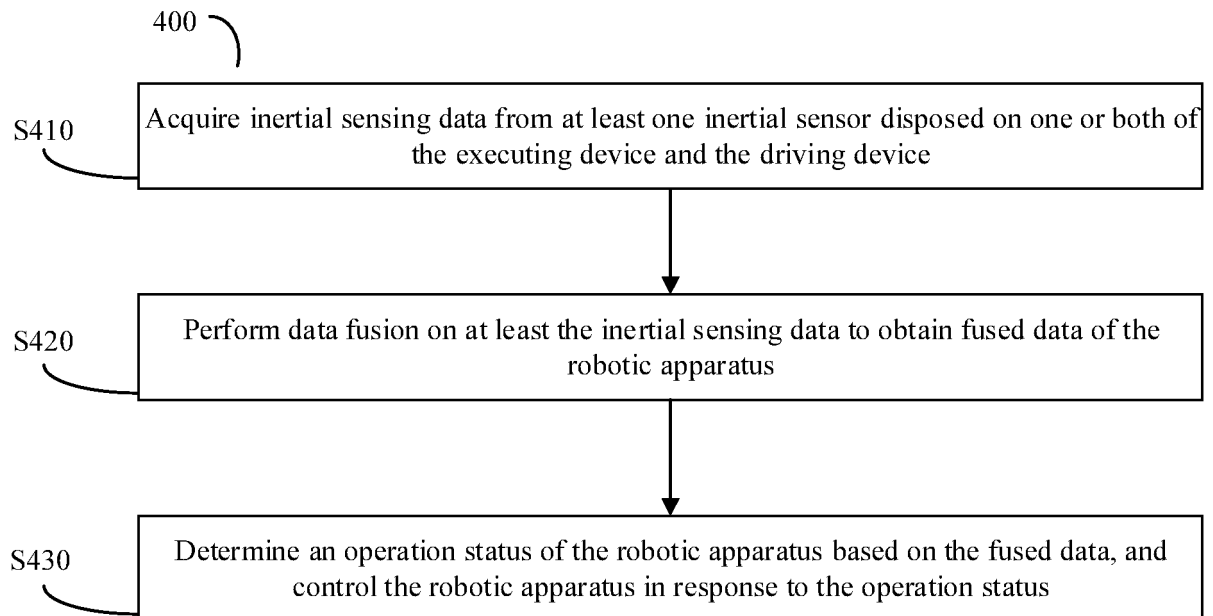 400
S410
Acquire inertial sensing data from at least one inertial sensor disposed on one or both of
the executing device and the driving device
S420
Perform data fusion on at least the inertial sensing data to obtain fused data of the
robotic apparatus
S430
Determine an operation status of the robotic apparatus based on the fused data, and
control the robotic apparatus in response to the operation status